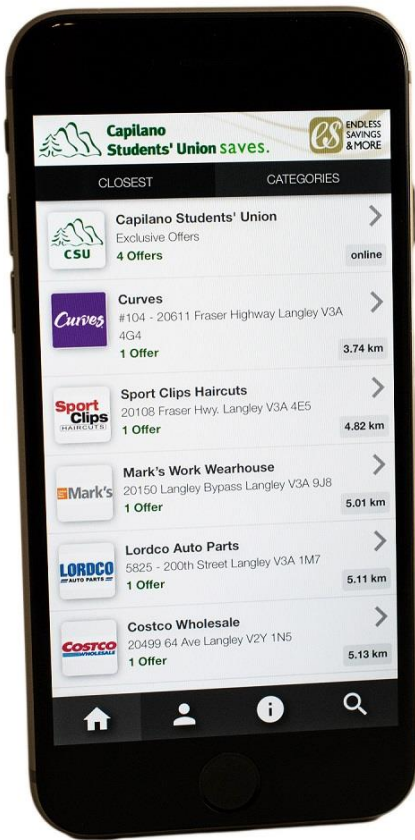 Capilano
Students' Union saves.
es
ENDLESS
SAVINGS
& MORE
CLOSEST
CATEGORIES
CSU
Capilano Students' Union
Exclusive Offers
4 Offers
online
Curves
Curves
#104 - 20611 Fraser Highway Langley V3A
4G4
1 Offer
3.74 km
Sport
Clips
HAIRCUTS
Sport Clips Haircuts
20108 Fraser Hwy. Langley V3A 4E5
1 Offer
4.82 km
Mark's
Mark's Work Wearhouse
20150 Langley Bypass Langley V3A 9J8
1 Offer
5.01 km
LORDCO
AUTO PARTS
Lordco Auto Parts
5825 - 200th Street Langley V3A 1M7
1 Offer
5.11 km
COSTCO
WHOLESALE
Costco Wholesale
20499 64 Ave Langley V2Y 1N5
1 Offer
5.13 km